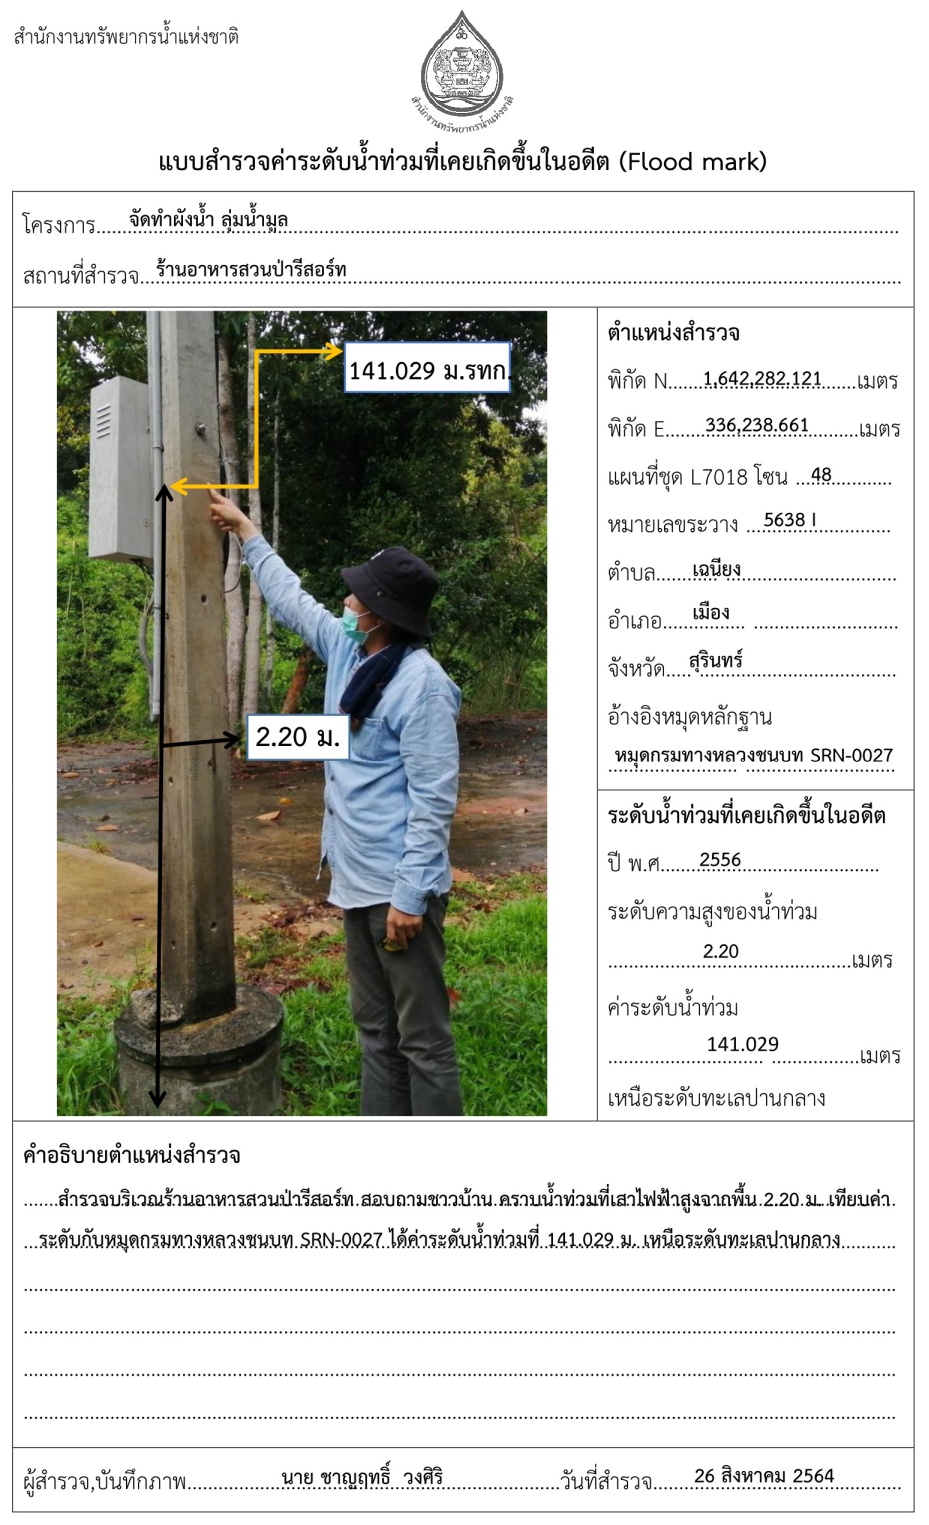 สำนักงานทรัพยากรน้ำแห่งชาติ
สำนักงานทรัพยากรน้ำแห่งชาติ
แบบสำรวจค่าระดับน้ำท่วมที่เคยเกิดขึ้นในอดีต (Flood mark)
โครงการ จัดทำผังน้ำ ลุ่มน้ำมูล
สถานที่สำรวจ ร้านอาหารสวนป่ารีสอร์ท
141.029 ม.รทก.
2.20 ม.
ตำแหน่งสำรวจ
พิกัด N 1,642,282.121 เมตร
พิกัด E 336,238.661 เมตร
แผนที่ชุด L7018 โซน 48
หมายเลขระวาง 5638 I
ตำบล เฉนียง
อำเภอ เมือง
จังหวัด สุรินทร์
อ้างอิงหมุดหลักฐาน
หมุดกรมทางหลวงชนบท SRN-0027
ระดับน้ำท่วมที่เคยเกิดขึ้นในอดีต
ปี พ.ศ. 2556
ระดับความสูงของน้ำท่วม
2.20 เมตร
ค่าระดับน้ำท่วม
141.029 เมตร
เหนือระดับทะเลปานกลาง
คำอธิบายตำแหน่งสำรวจ
สำรวจบริเวณร้านอาหารสวนป่ารีสอร์ท สอบถามชาวบ้าน คราบน้ำท่วมที่เสาไฟฟ้าสูงจากพื้น 2.20 ม. เทียบค่า
ระดับกับหมุดกรมทางหลวงชนบท SRN-0027 ได้ค่าระดับน้ำท่วมที่ 141.029 ม. เหนือระดับทะเลปานกลาง
ผู้สำรวจ,บันทึกภาพ นาย ชาญฤทธิ์ วงศิริ วันที่สำรวจ 26 สิงหาคม 2564